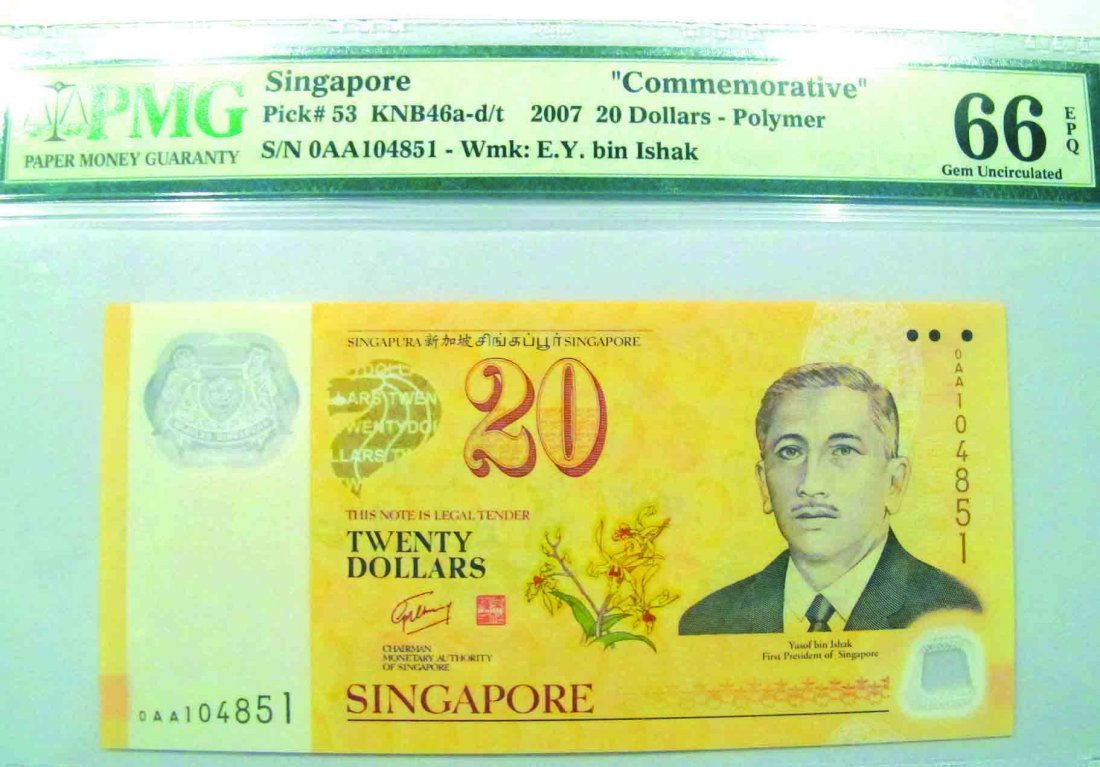 Singapore "Commemorative"
PMG
Pick# 53 KNB46a-d/t 2007 20 Dollars - Polymer
PAPER MONEY GUARANTY
S/N 0AA104851 - Wmk: E.Y. bin Ishak
66 EPQ
Gem Uncirculated
SINGAPURA 新加坡 சிங்கப்பூர் SINGAPORE
0AA104851
20
THIS NOTE IS LEGAL TENDER
TWENTY
DOLLARS
CHAIRMAN
MONETARY AUTHORITY
OF SINGAPORE
Yusof bin Ishak
First President of Singapore
SINGAPORE
0AA104851